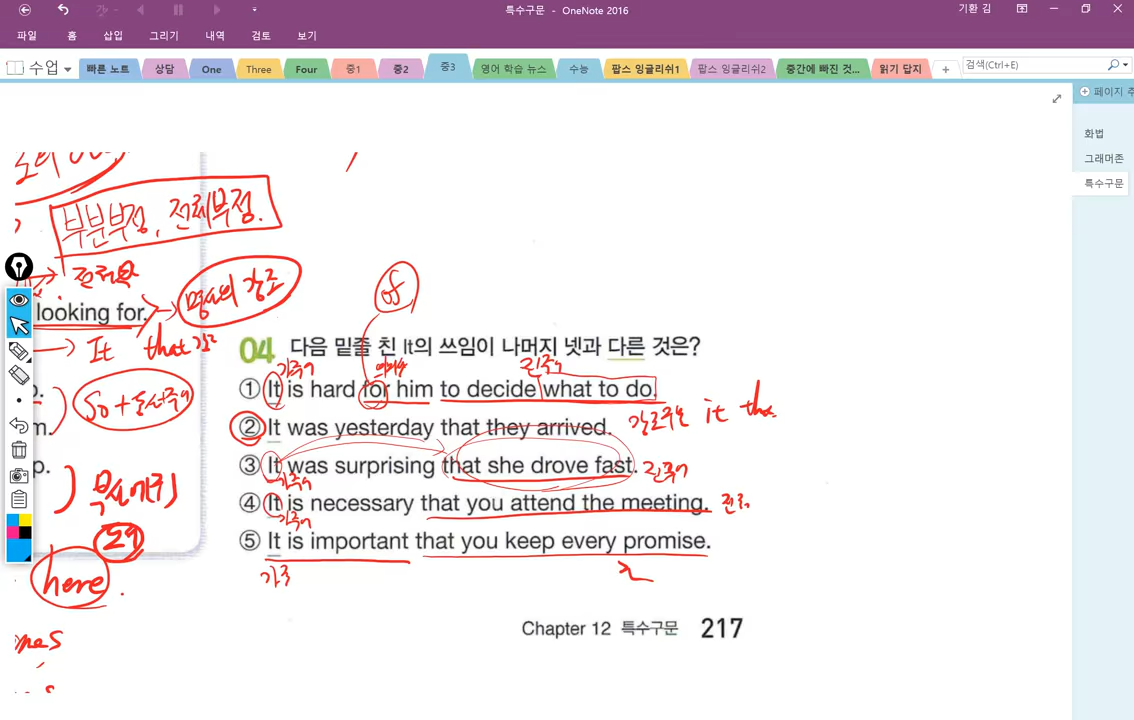 특수구문 - OneNote 2016
기환 김
파일 홈 삽입 그리기 내역 검토 보기
수업 빠른 노트 상담 One Three Four 중1 중2 중3 영어 학습 뉴스 수능 팝스 잉글리쉬1 팝스 잉글리쉬2 중간에 빠진 것... 읽기 답지 + 검색(Ctrl+E)
페이지 추
화법
그래머존
특수구문
부분부정, 전체부정.
looking for.
명사의 강조
It that 강조
So + 동사주어
m.
p.
부사(어구)
도치
here.
of
04 다음 밑줄 친 It의 쓰임이 나머지 넷과 다른 것은?
가주어 진주어
① It is hard for him to decide what to do.
② It was yesterday that they arrived.
강조구문 it tha
③ It was surprising that she drove fast. 진주어
가주어
④ It is necessary that you attend the meeting.
가주어
⑤ It is important that you keep every promise.
가주
Chapter 12 특수구문 217